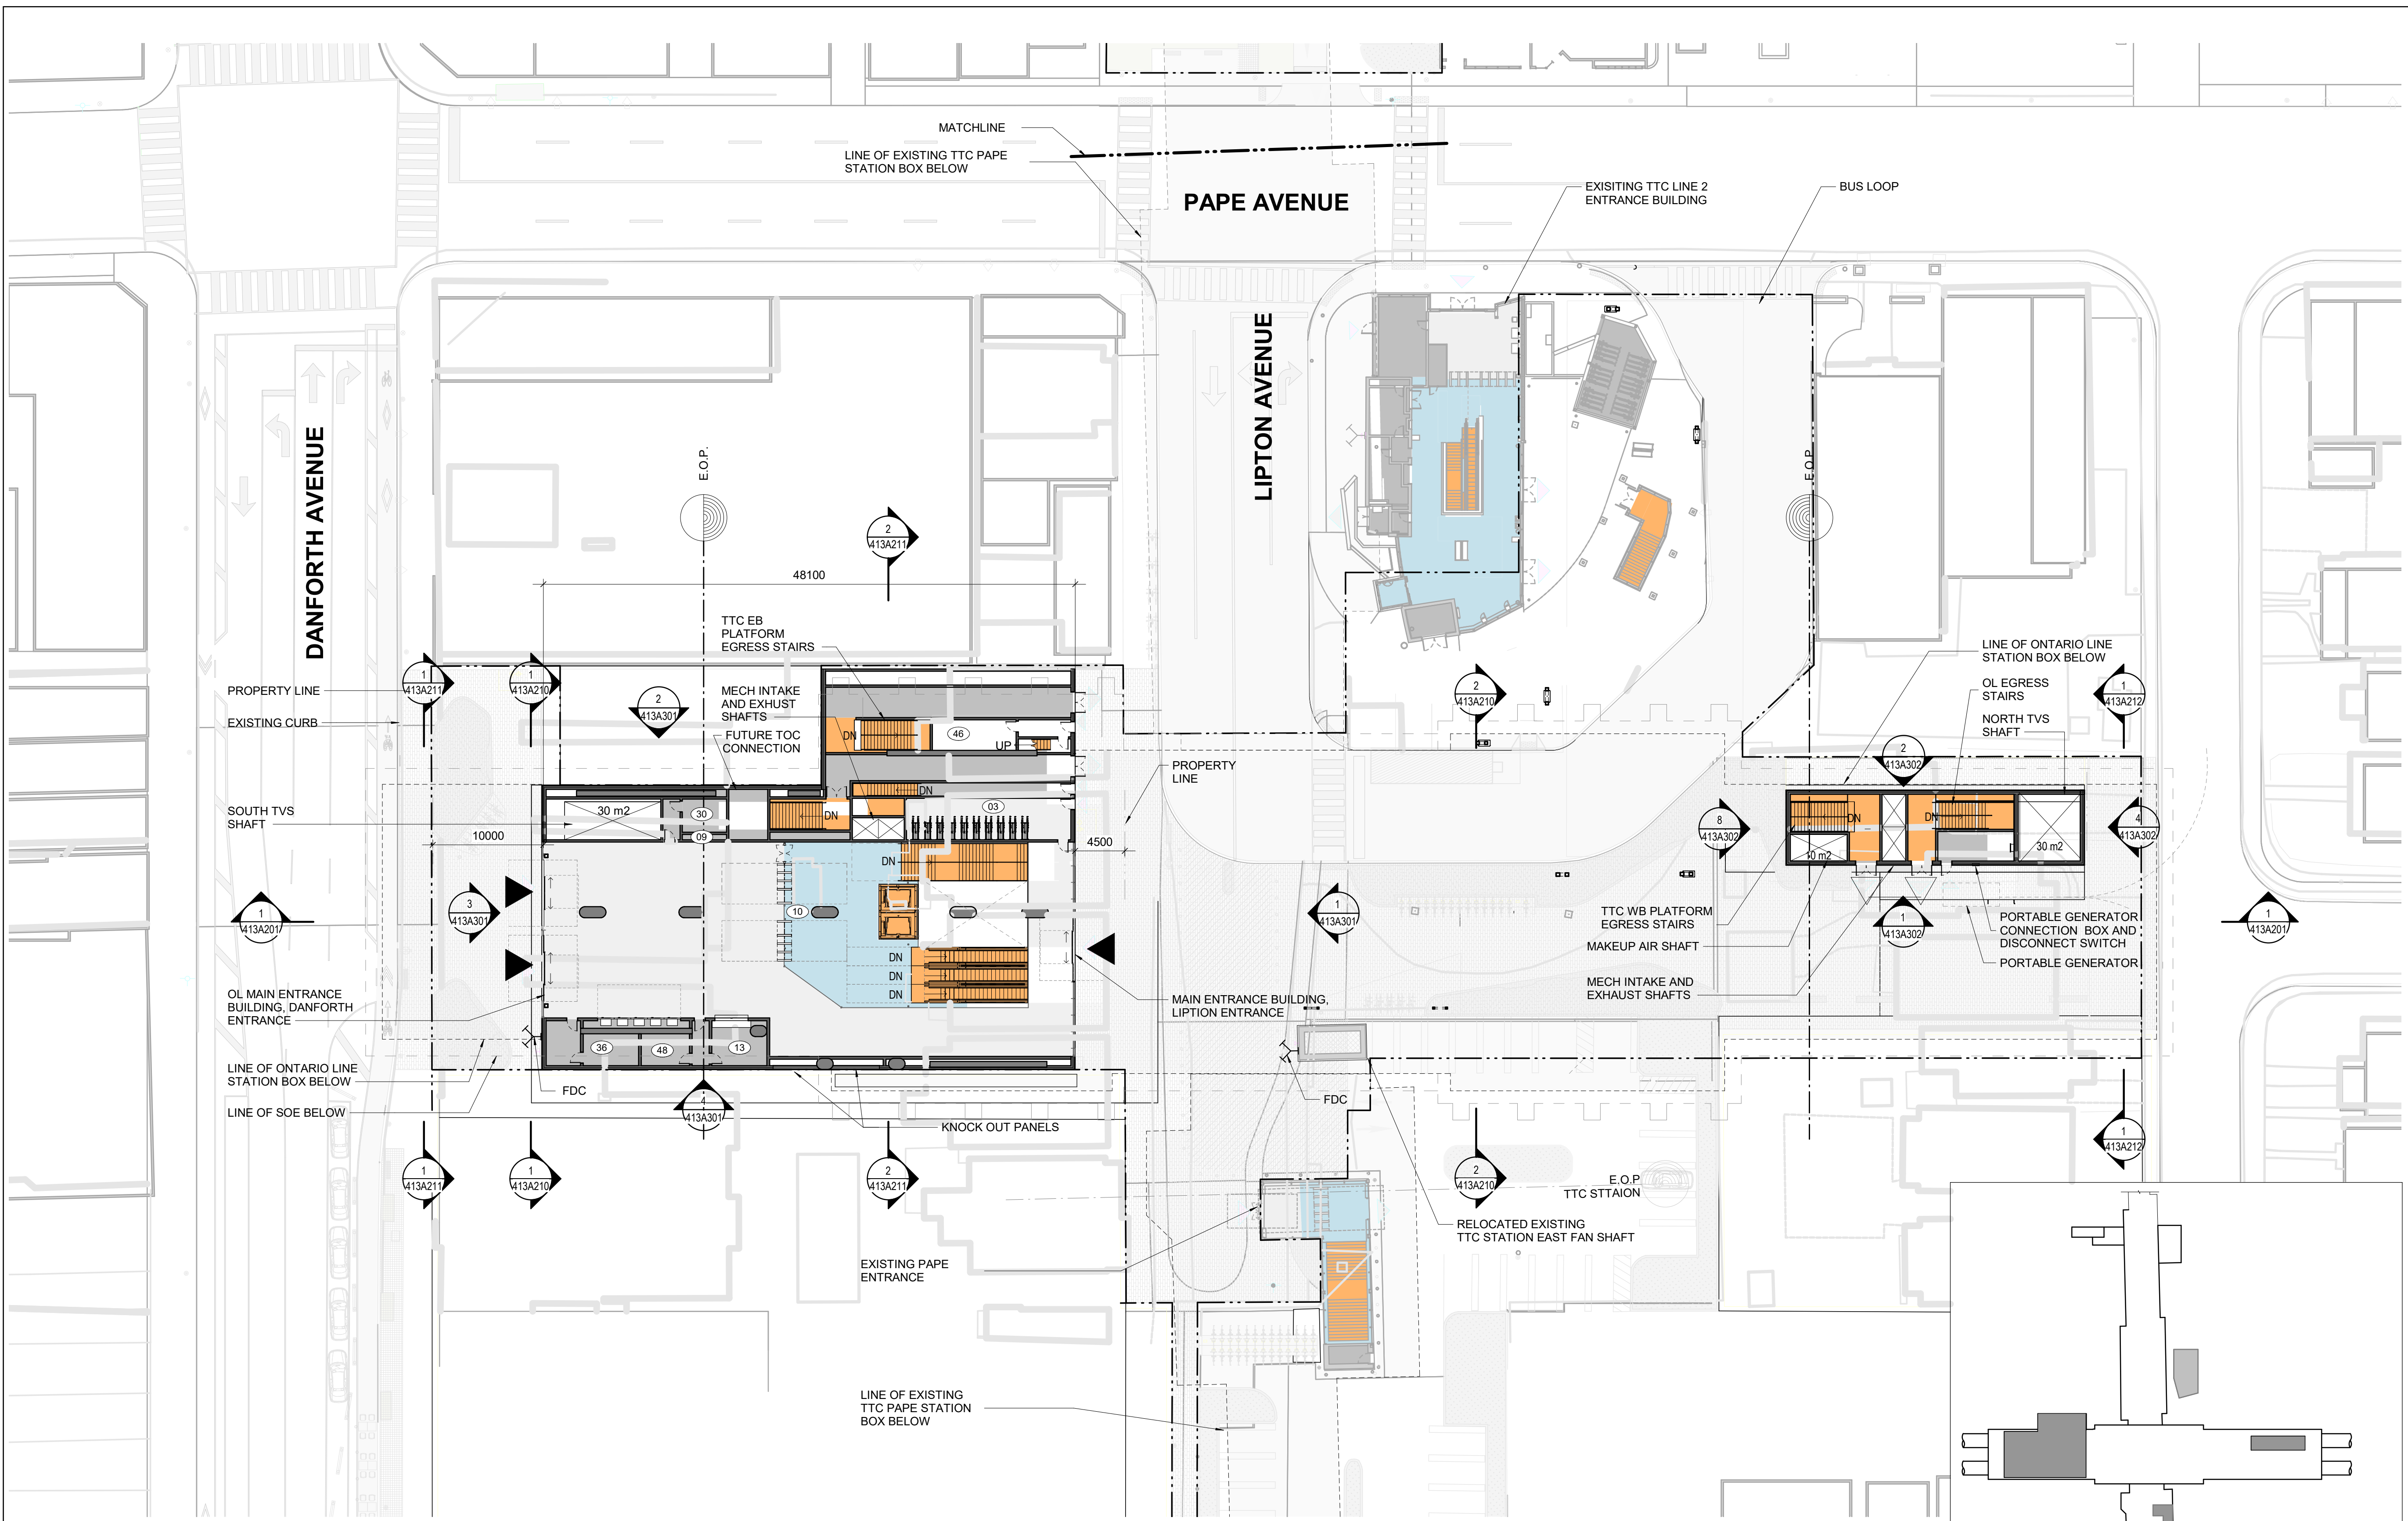 MATCHLINE
LINE OF EXISTING TTC PAPE
STATION BOX BELOW
PAPE AVENUE
EXISITING TTC LINE 2
ENTRANCE BUILDING
BUS LOOP
DANFORTH AVENUE
LIPTON AVENUE
E.O.P.
E.O.P
2
413A211
48100
TTC EB
PLATFORM
EGRESS STAIRS
PROPERTY LINE
EXISTING CURB
1
413A211
1
413A210
2
413A301
MECH INTAKE
AND EXHUST
SHAFTS
FUTURE TOC
CONNECTION
DN
46
UP
2
413A210
LINE OF ONTARIO LINE
STATION BOX BELOW
OL EGRESS
STAIRS
NORTH TVS
SHAFT
1
413A212
2
413A302
PROPERTY
LINE
SOUTH TVS
SHAFT
30 m2
30
09
10000
DN
DN
03
4500
8
413A302
DN
DN
10 m2
30 m2
4
413A302
DN
10
3
413A301
1
413A201
1
413A301
TTC WB PLATFORM
EGRESS STAIRS
MAKEUP AIR SHAFT
MECH INTAKE AND
EXHAUST SHAFTS
1
413A302
PORTABLE GENERATOR
CONNECTION BOX AND
DISCONNECT SWITCH
PORTABLE GENERATOR
1
413A201
DN
DN
DN
OL MAIN ENTRANCE
BUILDING, DANFORTH
ENTRANCE
MAIN ENTRANCE BUILDING,
LIPTION ENTRANCE
36
48
13
LINE OF ONTARIO LINE
STATION BOX BELOW
LINE OF SOE BELOW
FDC
4
413A301
KNOCK OUT PANELS
FDC
1
413A211
1
413A210
2
413A211
2
413A210
1
413A212
E.O.P
TTC STTAION
RELOCATED EXISTING
TTC STATION EAST FAN SHAFT
EXISTING PAPE
ENTRANCE
LINE OF EXISTING
TTC PAPE STATION
BOX BELOW